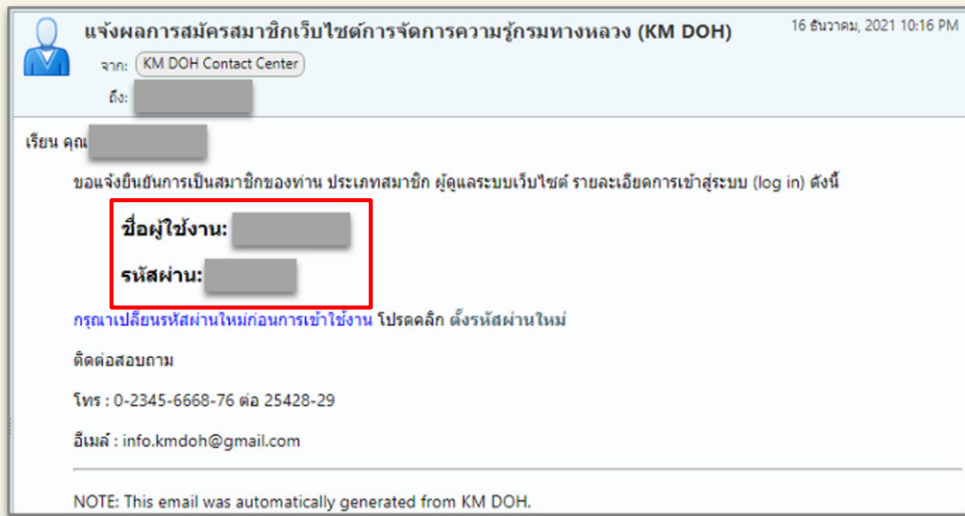 แจ้งผลการสมัครสมาชิกเว็บไซต์การจัดการความรู้กรมทางหลวง (KM DOH)
16 ธันวาคม, 2021 10:16 PM
จาก: KM DOH Contact Center
ถึง:
เรียน คุณ
ขอแจ้งยืนยันการเป็นสมาชิกของท่าน ประเภทสมาชิก ผู้ดูแลระบบเว็บไซต์ รายละเอียดการเข้าสู่ระบบ (log in) ดังนี้
ชื่อผู้ใช้งาน:
รหัสผ่าน:
กรุณาเปลี่ยนรหัสผ่านใหม่ก่อนการเข้าใช้งาน โปรดคลิก ตั้งรหัสผ่านใหม่
ติดต่อสอบถาม
โทร : 0-2345-6668-76 ต่อ 25428-29
อีเมล์ : info.kmdoh@gmail.com
NOTE: This email was automatically generated from KM DOH.